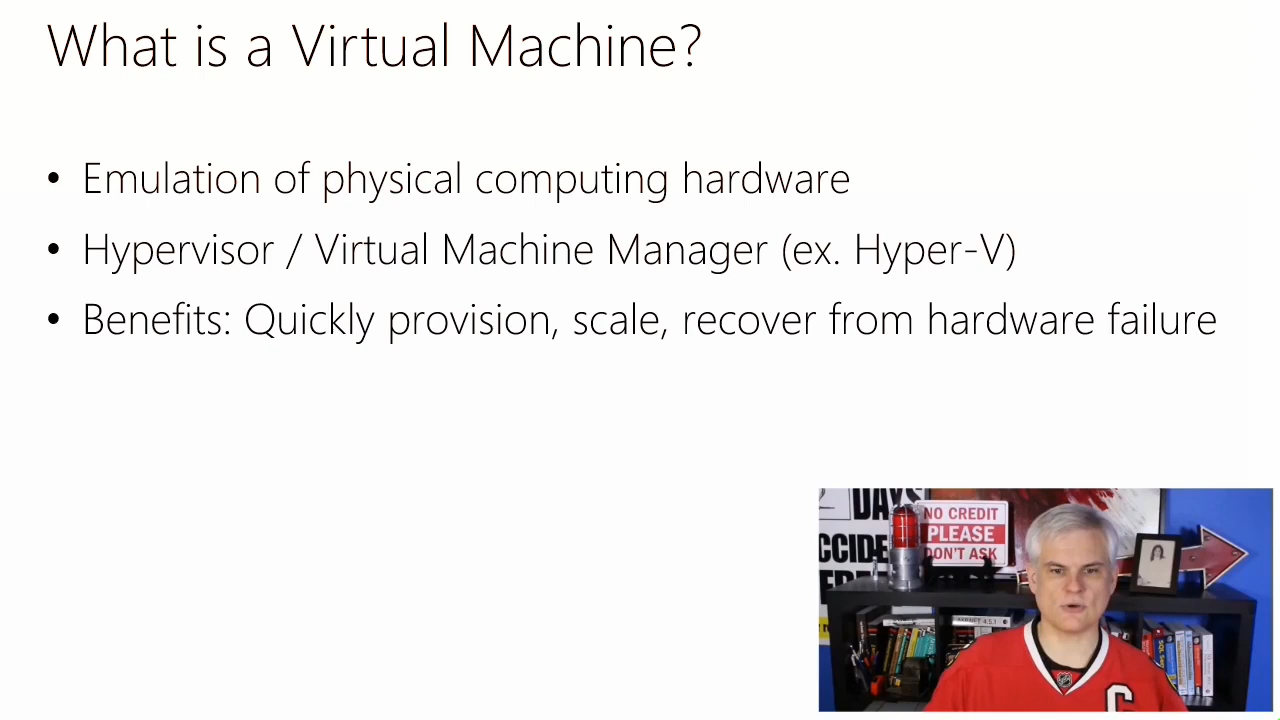 What is a Virtual Machine?
• Emulation of physical computing hardware
• Hypervisor / Virtual Machine Manager (ex. Hyper-V)
• Benefits: Quickly provision, scale, recover from hardware failure
DAYS
NO CREDIT
PLEASE
DON'T ASK
C